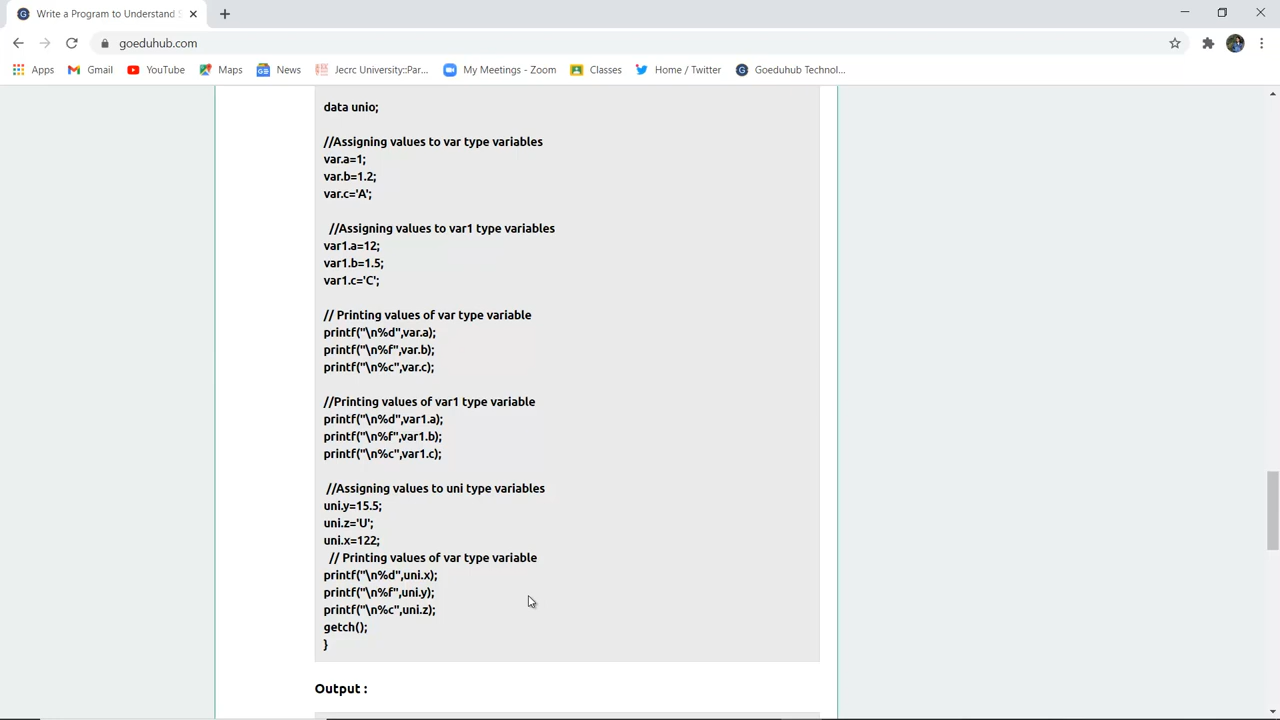 Write a Program to Understand S
goeduhub.com
Apps
Gmail
YouTube
Maps
News
Jecrc University::Par...
My Meetings - Zoom
Classes
Home / Twitter
Goeduhub Technol...
data unio;
//Assigning values to var type variables
var.a=1;
var.b=1.2;
var.c='A';
//Assigning values to var1 type variables
var1.a=12;
var1.b=1.5;
var1.c='C';
// Printing values of var type variable
printf("\n%d",var.a);
printf("\n%f",var.b);
printf("\n%c",var.c);
//Printing values of var1 type variable
printf("\n%d",var1.a);
printf("\n%f",var1.b);
printf("\n%c",var1.c);
//Assigning values to uni type variables
uni.y=15.5;
uni.z='U';
uni.x=122;
// Printing values of var type variable
printf("\n%d",uni.x);
printf("\n%f",uni.y);
printf("\n%c",uni.z);
getch();
}
Output :